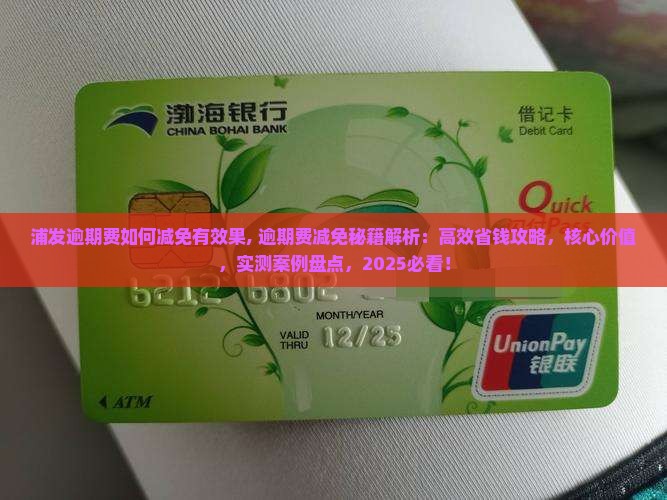 渤海银行
CHINA BOHAI BANK
借记卡
Debit Card
Quick
浦发逾期费如何减免有效果, 逾期费减免秘籍解析：高效省钱攻略，核心价值
，实测案例盘点，2025必看！
6212 6802
MONTH/YEAR
VALID
THRU
12/25
UnionPay
银联
ATM